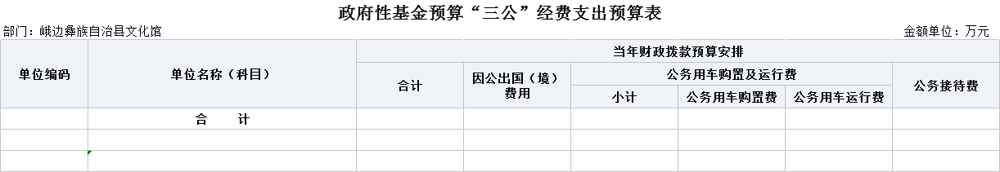 政府性基金预算“三公”经费支出预算表
部门：峨边彝族自治县文化馆 金额单位：万元
单位编码 单位名称（科目） 当年财政拨款预算安排
合计 因公出国（境）费用 公务用车购置及运行费 公务接待费
小计 公务用车购置费 公务用车运行费
合 计